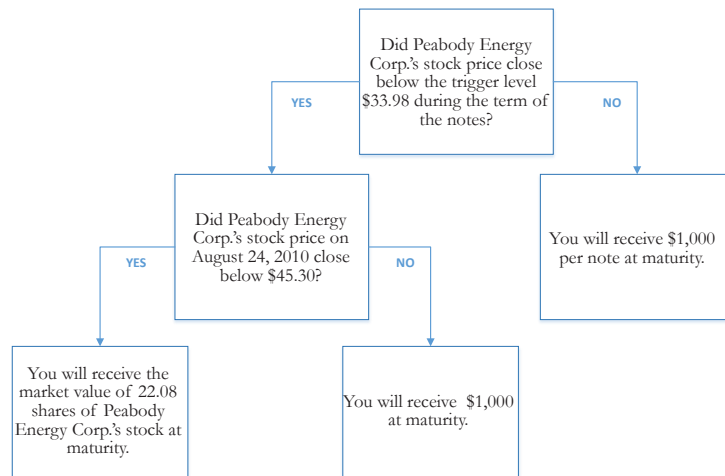 Did Peabody Energy
Corp.'s stock price close
below the trigger level
$33.98 during the term of
the notes?
YES
NO
Did Peabody Energy
Corp.'s stock price on
August 24, 2010 close
below $45.30?
You will receive $1,000
per note at maturity.
YES
NO
You will receive the
market value of 22.08
shares of Peabody
Energy Corp.'s stock at
maturity.
You will receive $1,000
at maturity.